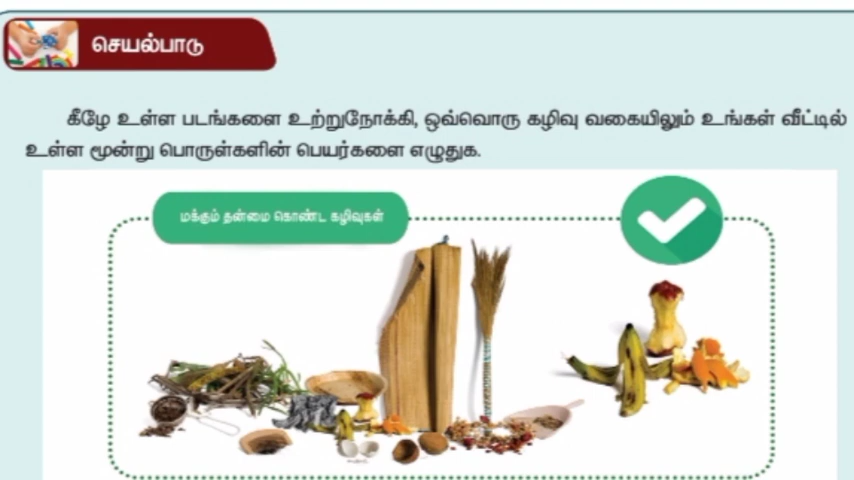 செயல்பாடு
கீழே உள்ள படங்களை உற்றுநோக்கி, ஒவ்வொரு கழிவு வகையிலும் உங்கள் வீட்டில்
உள்ள மூன்று பொருள்களின் பெயர்களை எழுதுக.
மக்கும் தன்மை கொண்ட கழிவுகள்